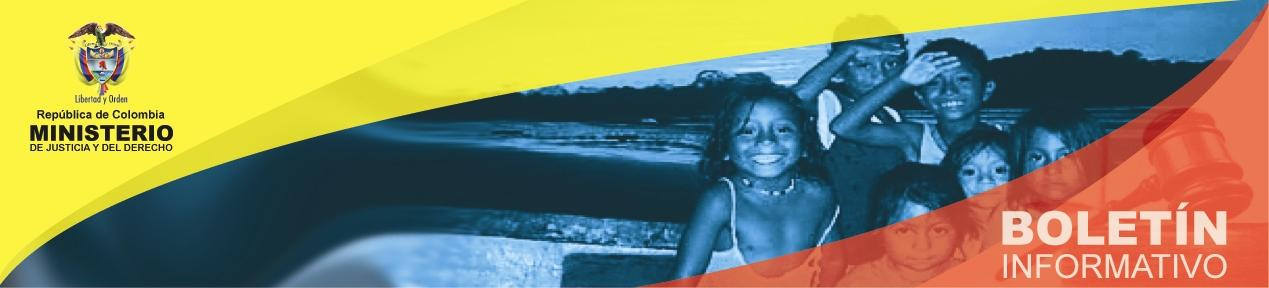 Libertad y Orden
República de Colombia
MINISTERIO
DE JUSTICIA Y DEL DERECHO
BOLETÍN
INFORMATIVO